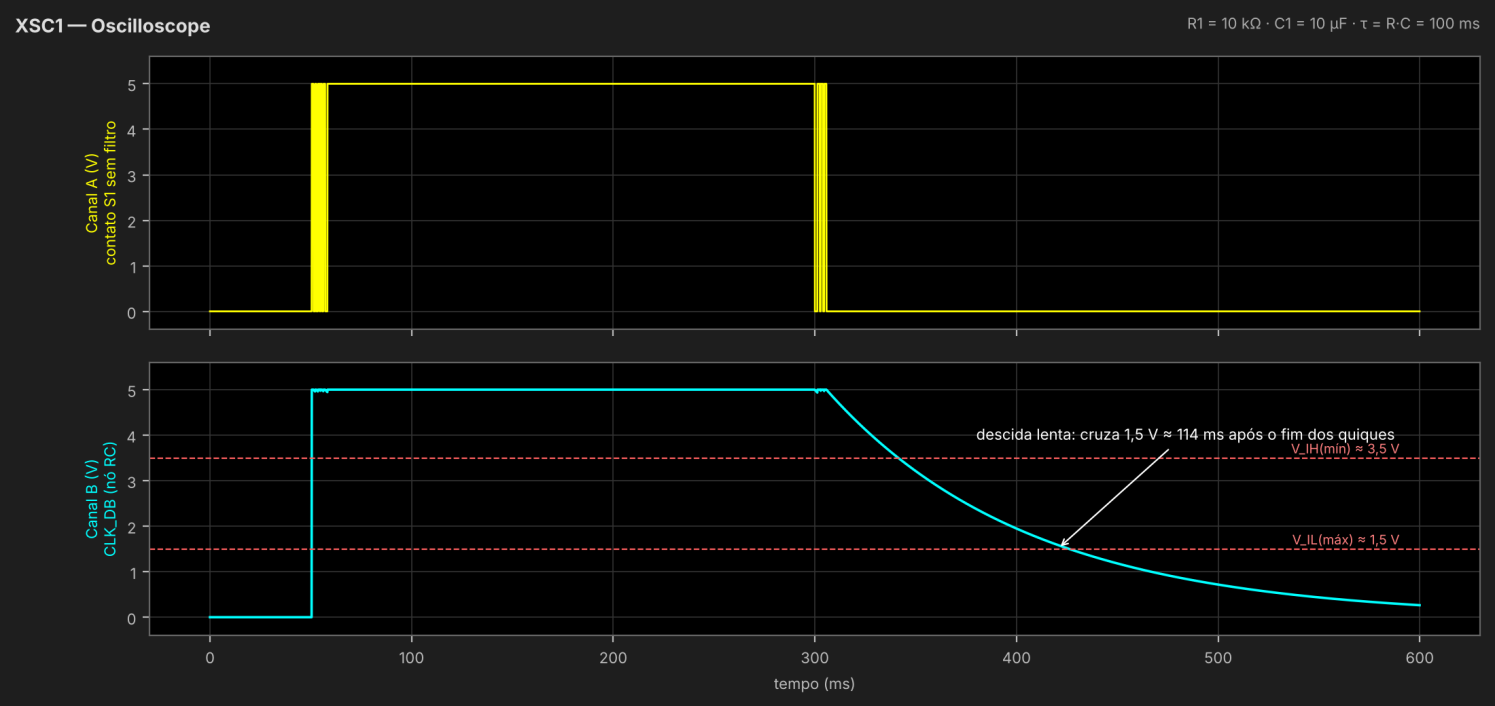 XSC1 — Oscilloscope
R1 = 10 kΩ · C1 = 10 µF · τ = R·C = 100 ms
Canal A (V)
contato S1 sem filtro
5
4
3
2
1
0
Canal B (V)
CLK_DB (nó RC)
5
4
3
2
1
0
descida lenta: cruza 1,5 V ≈ 114 ms após o fim dos quiques
V_IH(mín) ≈ 3,5 V
V_IL(máx) ≈ 1,5 V
0 100 200 300 400 500 600
tempo (ms)